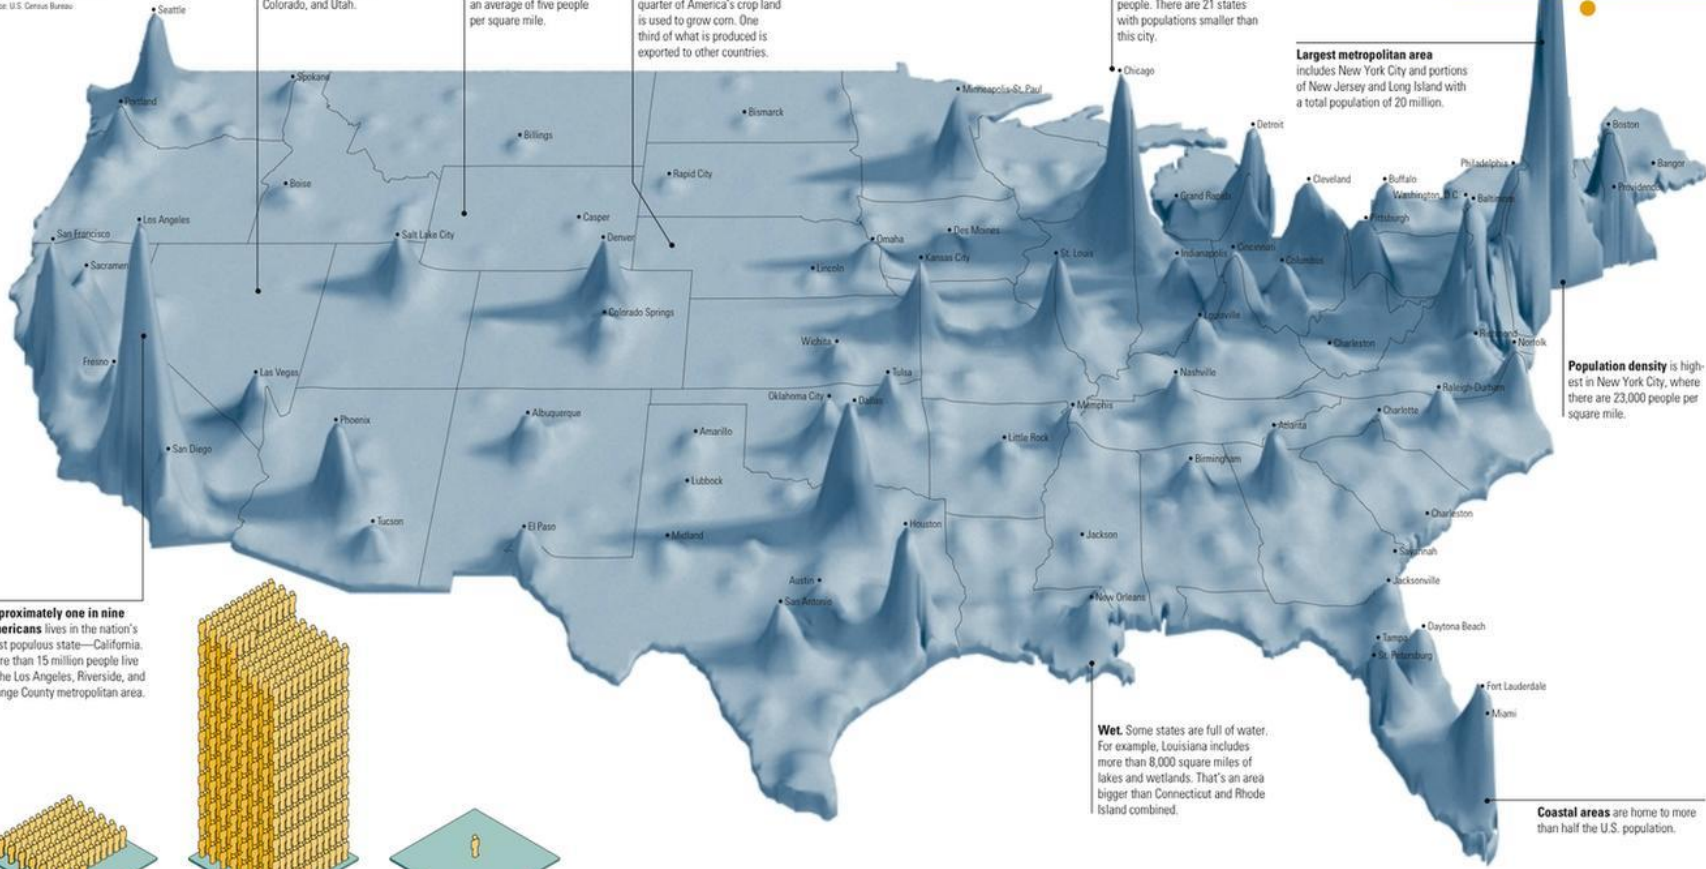 U.S. Census Bureau
Colorado, and Utah.
an average of five people
per square mile.
quarter of America's crop land
is used to grow corn. One
third of what is produced is
exported to other countries.
people. There are 21 states
with populations smaller than
this city.
Largest metropolitan area
includes New York City and portions
of New Jersey and Long Island with
a total population of 20 million.
Seattle
Spokane
Portland
Billings
Bismarck
Minneapolis-St. Paul
Chicago
Detroit
Boston
Bangor
Providence
Philadelphia
Boise
Rapid City
Grand Rapids
Cleveland
Buffalo
Washington, D.C.
Baltimore
Pittsburgh
Los Angeles
San Francisco
Sacramen
Salt Lake City
Casper
Denver
Omaha
Des Moines
Lincoln
Kansas City
St. Louis
Indianapolis
Cincinnati
Columbus
Colorado Springs
Louisville
Wichita
Charleston
Richmond
Norfolk
Fresno
Las Vegas
Tulsa
Nashville
Raleigh-Durham
Population density is high-
est in New York City, where
there are 23,000 people per
square mile.
Phoenix
Albuquerque
Oklahoma City
Dallas
Memphis
Charlotte
Atlanta
Amarillo
Little Rock
Birmingham
San Diego
Lubbock
Tucson
El Paso
Midland
Houston
Jackson
Charleston
Savannah
Jacksonville
Austin
San Antonio
New Orleans
Daytona Beach
Tampa
St. Petersburg
Fort Lauderdale
Miami
proximately one in nine
ericans lives in the nation's
st populous state—California.
re than 15 million people live
he Los Angeles, Riverside, and
nge County metropolitan area.
Wet. Some states are full of water.
For example, Louisiana includes
more than 8,000 square miles of
lakes and wetlands. That's an area
bigger than Connecticut and Rhode
Island combined.
Coastal areas are home to more
than half the U.S. population.